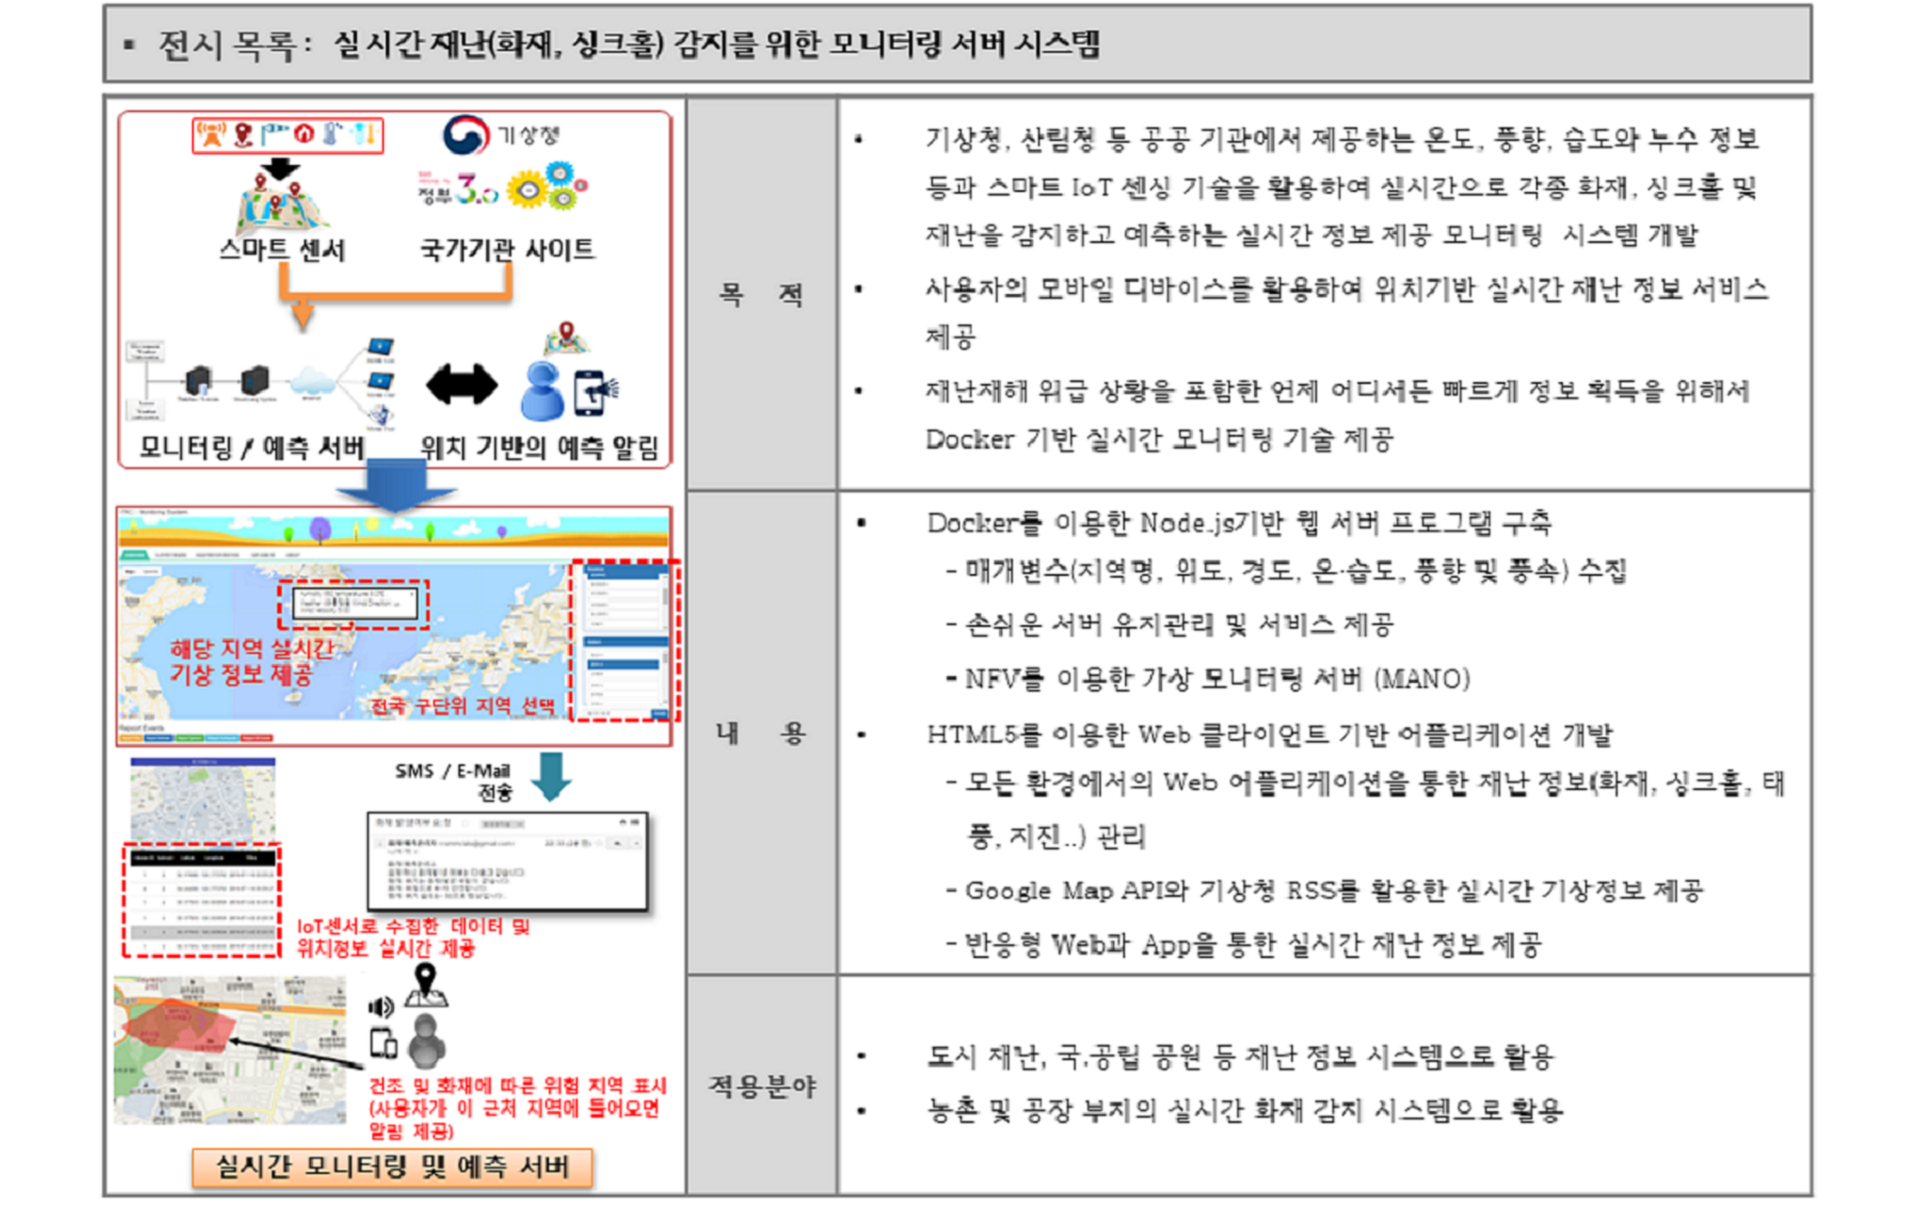 ▪ 전시 목록 : 실시간 재난(화재, 싱크홀) 감지를 위한 모니터링 서버 시스템
기상청
정부 3.0
스마트 센서
국가기관 사이트
모니터링 / 예측 서버
위치 기반의 예측 알림
해당 지역 실시간
기상 정보 제공
전국 구단위 지역 선택
Report Events
SMS / E-Mail
전송
IoT센서로 수집한 데이터 및
위치정보 실시간 제공
건조 및 화재에 따른 위험 지역 표시
(사용자가 이 근처 지역에 들어오면
알림 제공)
실시간 모니터링 및 예측 서버
목 적
▪ 기상청, 산림청 등 공공 기관에서 제공하는 온도, 풍향, 습도와 누수 정보
등과 스마트 IoT 센싱 기술을 활용하여 실시간으로 각종 화재, 싱크홀 및
재난을 감지하고 예측하는 실시간 정보 제공 모니터링 시스템 개발
▪ 사용자의 모바일 디바이스를 활용하여 위치기반 실시간 재난 정보 서비스
제공
▪ 재난재해 위급 상황을 포함한 언제 어디서든 빠르게 정보 획득을 위해서
Docker 기반 실시간 모니터링 기술 제공
내 용
▪ Docker를 이용한 Node.js기반 웹 서버 프로그램 구축
- 매개변수(지역명, 위도, 경도, 온·습도, 풍향 및 풍속) 수집
- 손쉬운 서버 유지관리 및 서비스 제공
- NFV를 이용한 가상 모니터링 서버 (MANO)
▪ HTML5를 이용한 Web 클라이언트 기반 어플리케이션 개발
- 모든 환경에서의 Web 어플리케이션을 통한 재난 정보(화재, 싱크홀, 태
풍, 지진..) 관리
- Google Map API와 기상청 RSS를 활용한 실시간 기상정보 제공
- 반응형 Web과 App을 통한 실시간 재난 정보 제공
적용분야
▪ 도시 재난, 국.공립 공원 등 재난 정보 시스템으로 활용
▪ 농촌 및 공장 부지의 실시간 화재 감지 시스템으로 활용